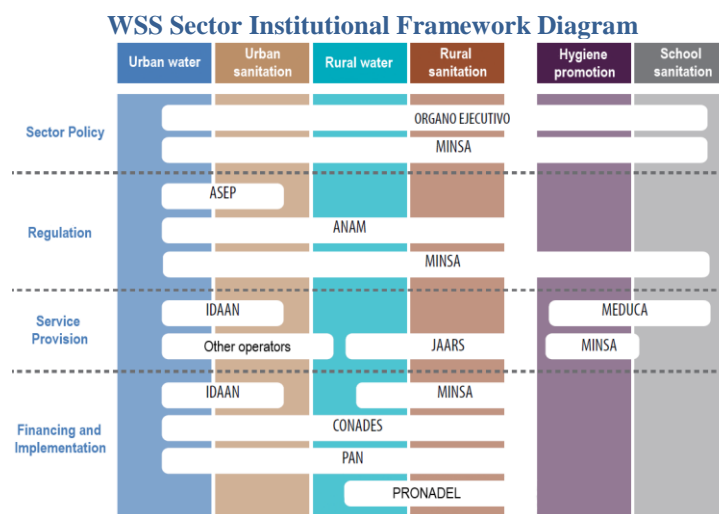 WSS Sector Institutional Framework Diagram
Urban water
Urban
sanitation
Rural water
Rural
sanitation
Hygiene
promotion
School
sanitation
Sector Policy
ORGANO EJECUTIVO
MINSA
Regulation
ASEP
ANAM
MINSA
Service
Provision
IDAAN
MEDUCA
Other operators
JAARS
MINSA
Financing and
Implementation
IDAAN
MINSA
CONADES
PAN
PRONADEL